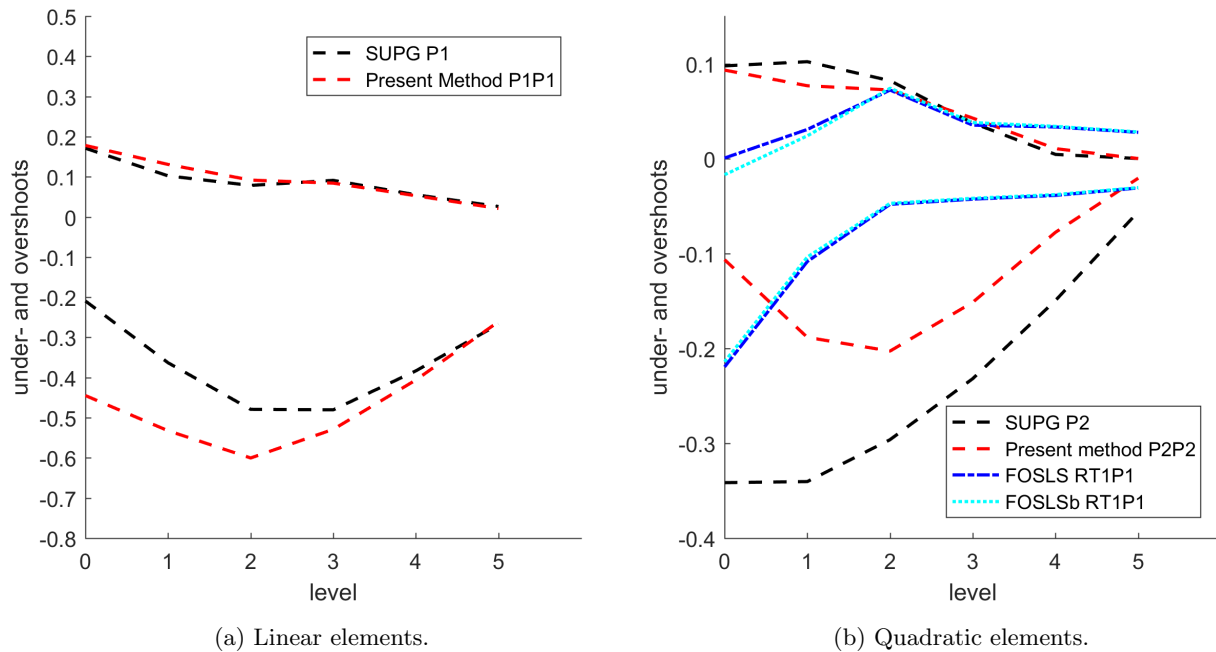 0.5
0.4
0.3
0.2
0.1
0
-0.1
-0.2
-0.3
-0.4
-0.5
-0.6
-0.7
-0.8
under- and overshoots
SUPG P1
Present Method P1P1
0 1 2 3 4 5
level
(a) Linear elements.
0.1
0
-0.1
-0.2
-0.3
-0.4
under- and overshoots
SUPG P2
Present method P2P2
FOSLS RT1P1
FOSLSb RT1P1
0 1 2 3 4 5
level
(b) Quadratic elements.